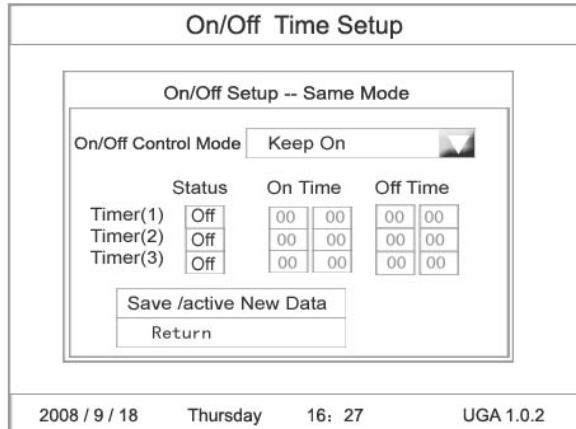 On/Off Time Setup
On/Off Setup -- Same Mode
On/Off Control Mode Keep On
Status On Time Off Time
Timer(1) Off 00 00 00 00
Timer(2) Off 00 00 00 00
Timer(3) Off 00 00 00 00
Save /active New Data
Return
2008 / 9 / 18 Thursday 16: 27 UGA 1.0.2